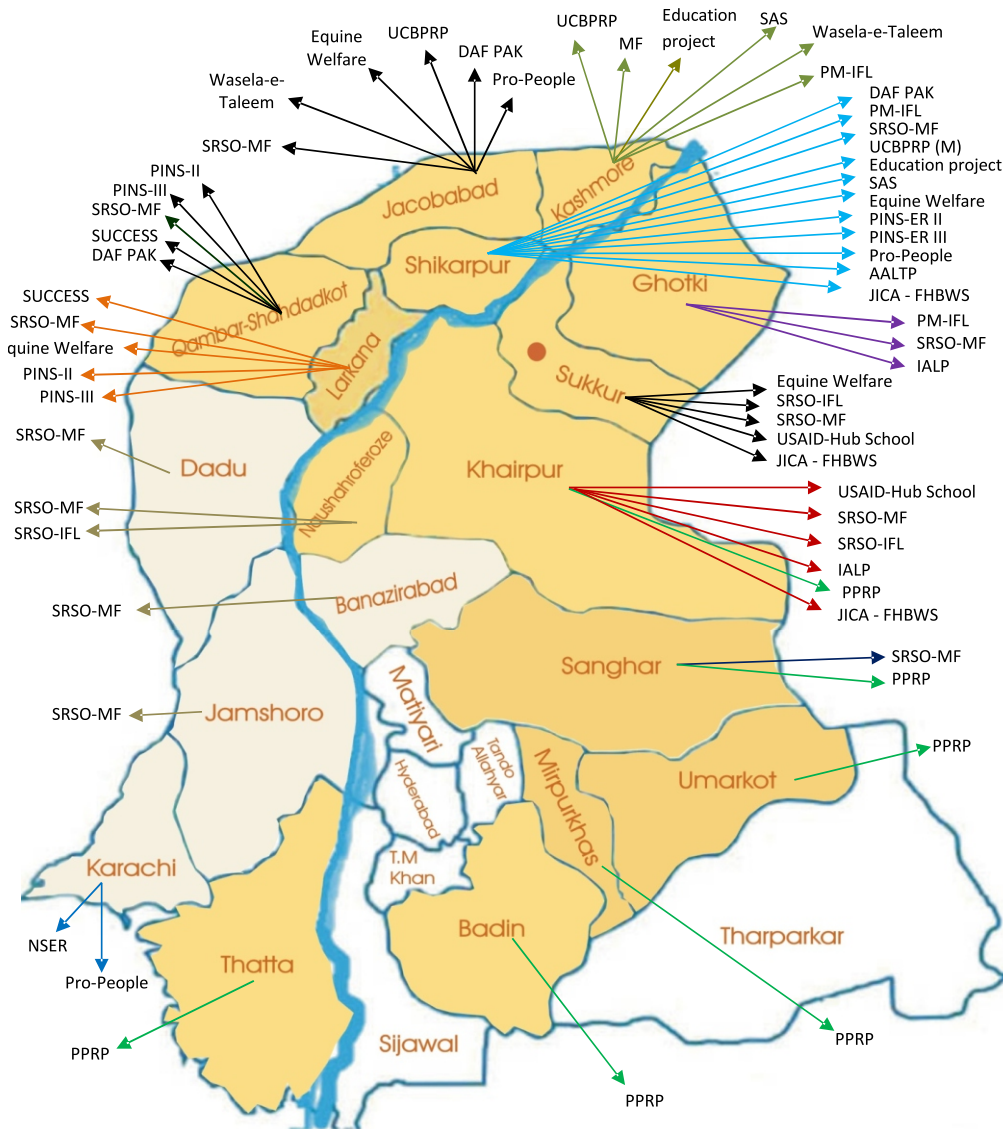 Education
project
SAS
UCBPRP
UCBPRP
Equine
Welfare
MF
Wasela-e-Taleem
DAF PAK
Pro-People
Wasela-e-
Taleem
PM-IFL
DAF PAK
PM-IFL
SRSO-MF
UCBPRP (M)
Education project
SAS
Equine Welfare
PINS-ER II
PINS-ER III
Pro-People
AALTP
JICA - FHBWS
SRSO-MF
PINS-II
PINS-III
SRSO-MF
SUCCESS
DAF PAK
Jacobabad
Kashmore
Shikarpur
Ghotki
SUCCESS
SRSO-MF
quine Welfare
PINS-II
PINS-III
Qambar-Shahdadkot
Larkana
Sukkur
PM-IFL
SRSO-MF
IALP
Equine Welfare
SRSO-IFL
SRSO-MF
USAID-Hub School
JICA - FHBWS
SRSO-MF
Dadu
Khairpur
Naushahroferoze
SRSO-MF
SRSO-IFL
USAID-Hub School
SRSO-MF
SRSO-IFL
IALP
PPRP
JICA - FHBWS
SRSO-MF
Banazirabad
Sanghar
SRSO-MF
PPRP
SRSO-MF
Jamshoro
Matiyari
Hyderabad
Tando
Allahyar
Mirpurkhas
Umarkot
PPRP
T.M
Khan
Karachi
NSER
Pro-People
Thatta
Badin
Tharparkar
PPRP
Sijawal
PPRP
PPRP